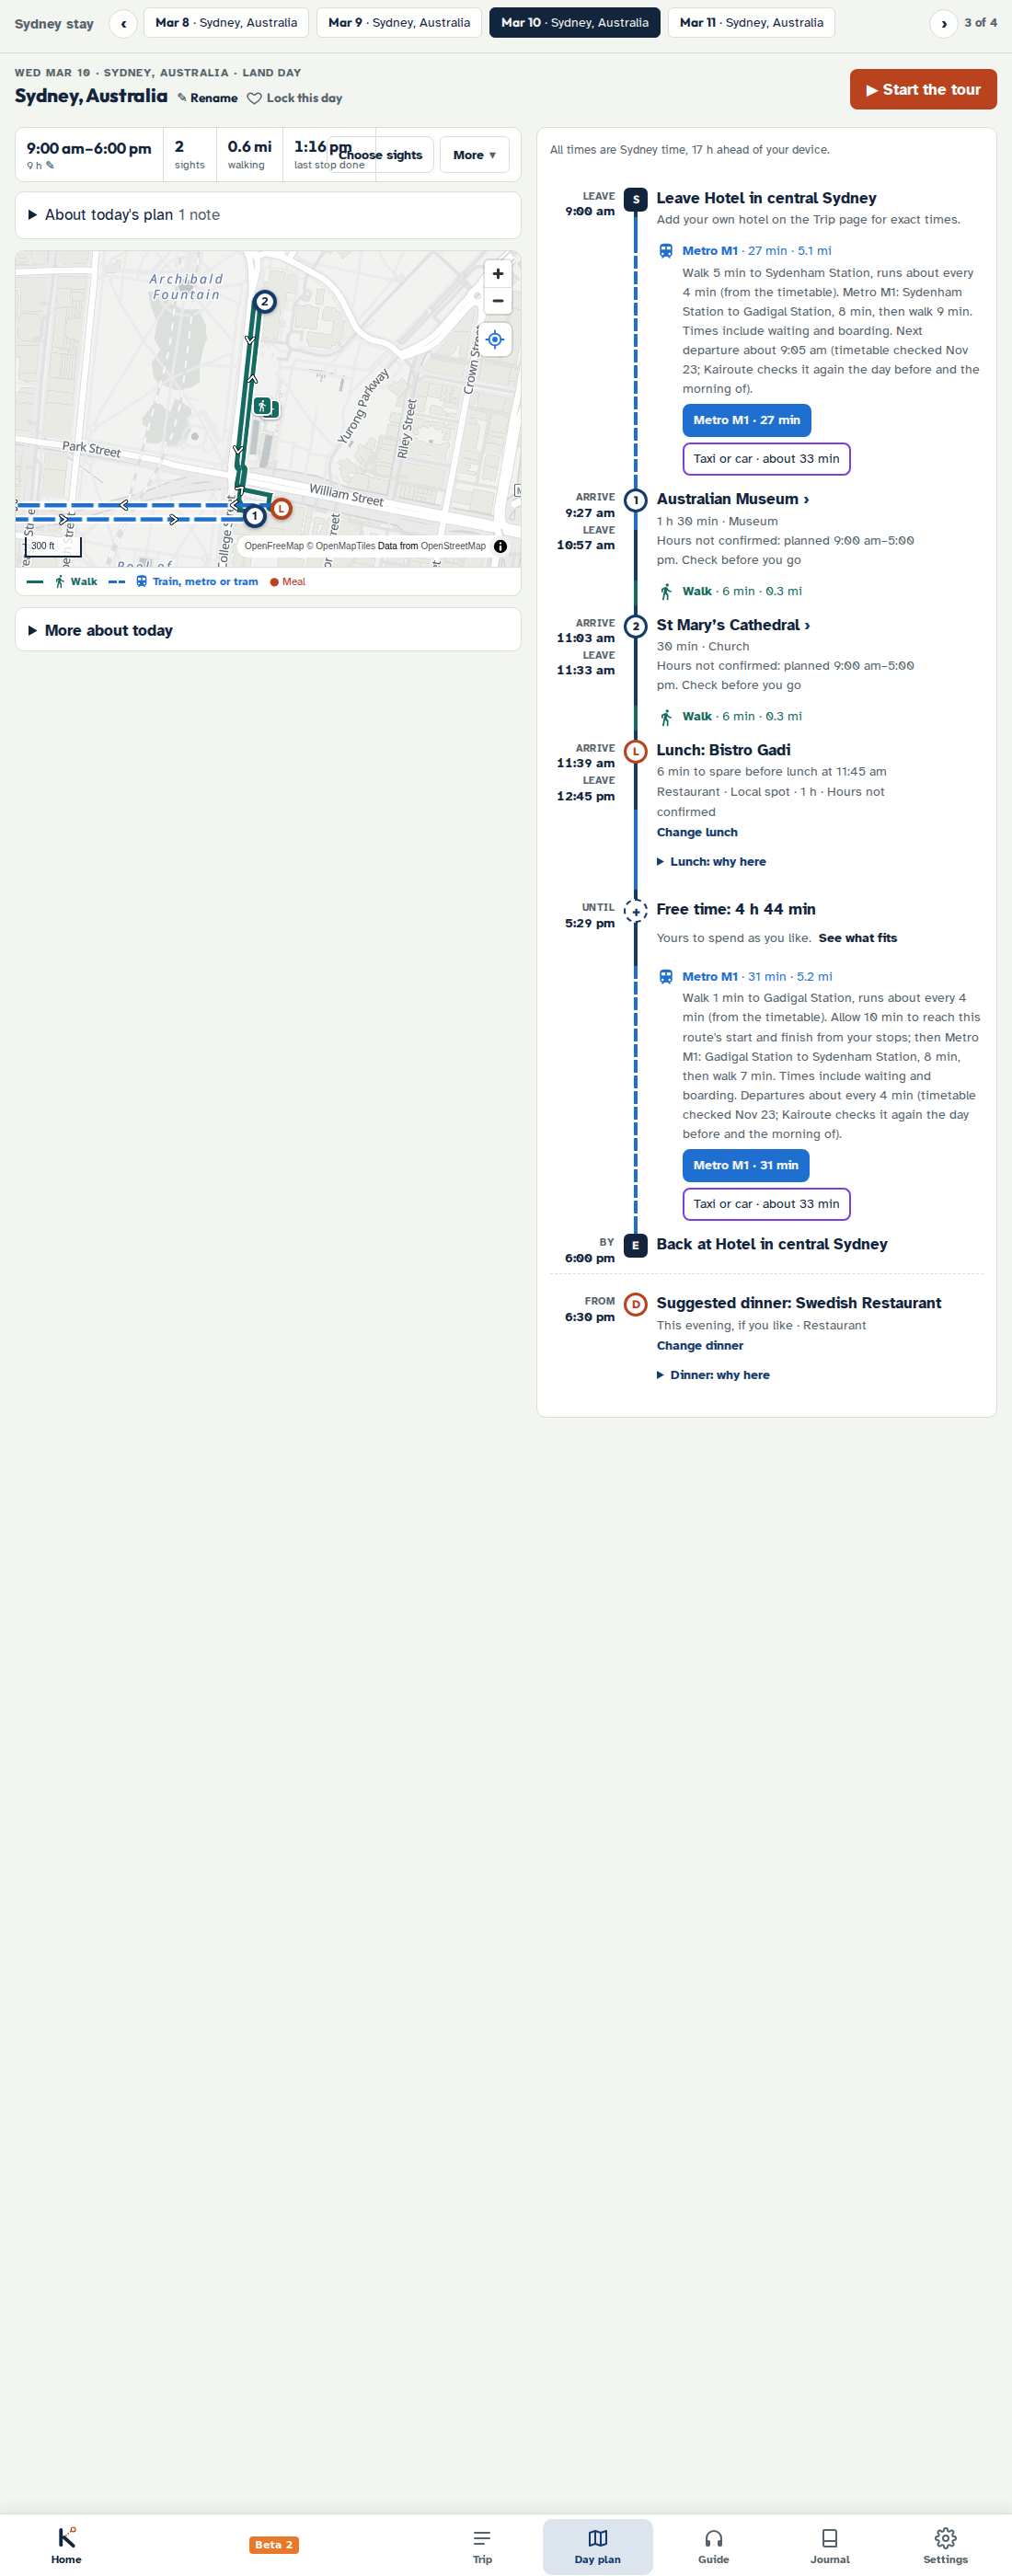 Sydney stay
‹
Mar 8 · Sydney, Australia
Mar 9 · Sydney, Australia
Mar 10 · Sydney, Australia
Mar 11 · Sydney, Australia
›
3 of 4
WED MAR 10 · SYDNEY, AUSTRALIA · LAND DAY
Sydney, Australia
✎ Rename
Lock this day
▶ Start the tour
9:00 am–6:00 pm
9 h ✎
2
sights
0.6 mi
walking
1:16 pm
last stop done
Choose sights
More ▼
▶ About today's plan 1 note
Archibald
Fountain
2
+
−
Crown Street
Yurong Parkway
Riley Street
Park Street
William Street
College Street
1
L
300 ft
OpenFreeMap © OpenMapTiles Data from OpenStreetMap
Walk
Train, metro or tram
Meal
▶ More about today
All times are Sydney time, 17 h ahead of your device.
LEAVE
9:00 am
S
Leave Hotel in central Sydney
Add your own hotel on the Trip page for exact times.
Metro M1 · 27 min · 5.1 mi
Walk 5 min to Sydenham Station, runs about every
4 min (from the timetable). Metro M1: Sydenham
Station to Gadigal Station, 8 min, then walk 9 min.
Times include waiting and boarding. Next
departure about 9:05 am (timetable checked Nov
23; Kairoute checks it again the day before and the
morning of).
Metro M1 · 27 min
Taxi or car · about 33 min
ARRIVE
9:27 am
LEAVE
10:57 am
1
Australian Museum ›
1 h 30 min · Museum
Hours not confirmed: planned 9:00 am–5:00
pm. Check before you go
Walk · 6 min · 0.3 mi
ARRIVE
11:03 am
LEAVE
11:33 am
2
St Mary’s Cathedral ›
30 min · Church
Hours not confirmed: planned 9:00 am–5:00
pm. Check before you go
Walk · 6 min · 0.3 mi
ARRIVE
11:39 am
LEAVE
12:45 pm
L
Lunch: Bistro Gadi
6 min to spare before lunch at 11:45 am
Restaurant · Local spot · 1 h · Hours not
confirmed
Change lunch
▶ Lunch: why here
UNTIL
5:29 pm
+
Free time: 4 h 44 min
Yours to spend as you like. See what fits
Metro M1 · 31 min · 5.2 mi
Walk 1 min to Gadigal Station, runs about every 4
min (from the timetable). Allow 10 min to reach this
route's start and finish from your stops; then Metro
M1: Gadigal Station to Sydenham Station, 8 min,
then walk 7 min. Times include waiting and
boarding. Departures about every 4 min (timetable
checked Nov 23; Kairoute checks it again the day
before and the morning of).
Metro M1 · 31 min
Taxi or car · about 33 min
BY
6:00 pm
E
Back at Hotel in central Sydney
FROM
6:30 pm
D
Suggested dinner: Swedish Restaurant
This evening, if you like · Restaurant
Change dinner
▶ Dinner: why here
Home
Beta 2
Trip
Day plan
Guide
Journal
Settings